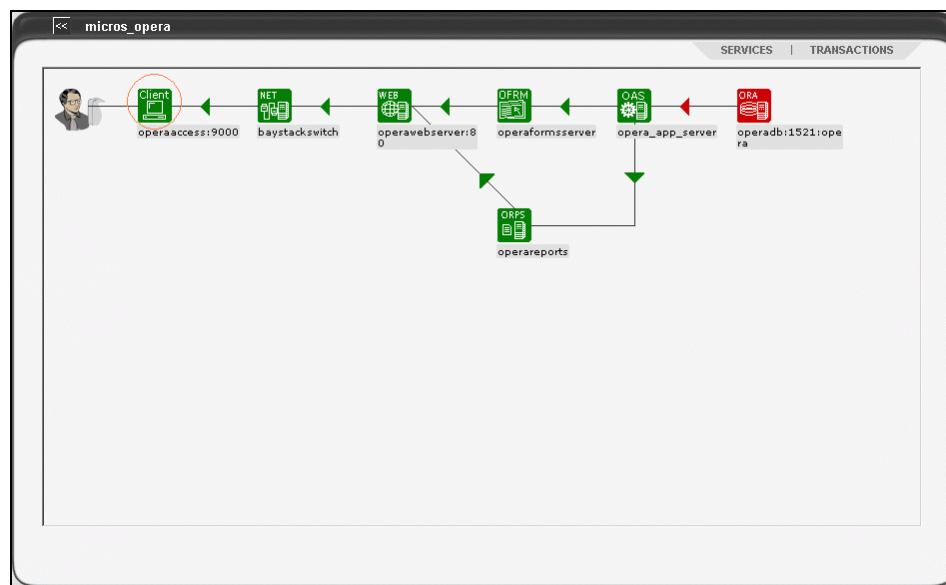 << micros_opera
SERVICES | TRANSACTIONS
Client NET WEB OFRM OAS ORA
operaaccess:9000 baystackswitch operawebserver:8 operaformsserver opera_app_server operadb:1521:ope
0 ra
ORPS
operareports